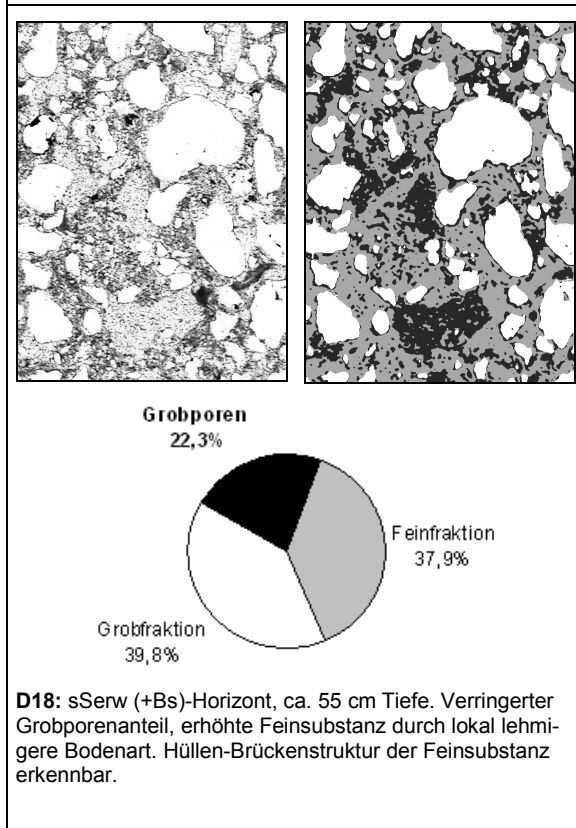 Grobporen
22,3%
Feinfraktion
37,9%
Grobfraktion
39,8%
D18: sSerw (+Bs)-Horizont, ca. 55 cm Tiefe. Verringerter
Grobporenanteil, erhöhte Feinsubstanz durch lokal lehmi-
gere Bodenart. Hüllen-Brückenstruktur der Feinsubstanz
erkennbar.